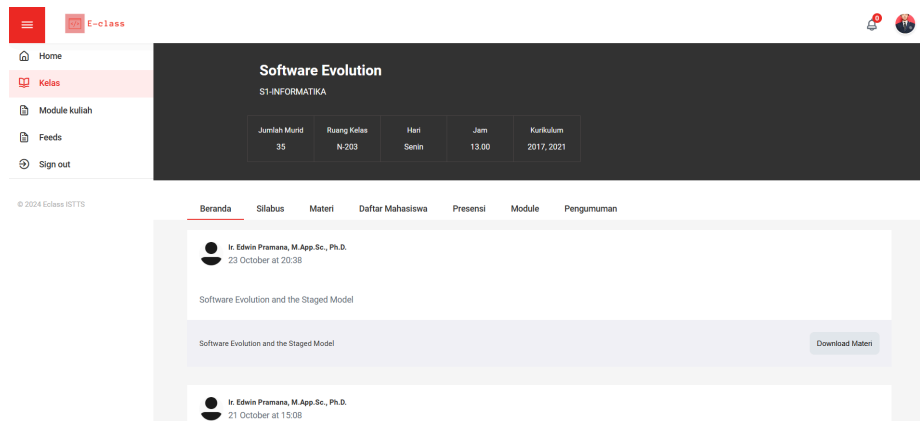 E-class
0
Home
Kelas
Module kuliah
Feeds
Sign out
© 2024 Eclass ISTTS
Software Evolution
S1-INFORMATIKA
Jumlah Murid Ruang Kelas Hari Jam Kurikulum
35 N-203 Senin 13.00 2017, 2021
Beranda Silabus Materi Daftar Mahasiswa Presensi Module Pengumuman
Ir. Edwin Pramana, M.App.Sc., Ph.D.
23 October at 20:38
Software Evolution and the Staged Model
Software Evolution and the Staged Model Download Materi
Ir. Edwin Pramana, M.App.Sc., Ph.D.
21 October at 15:08